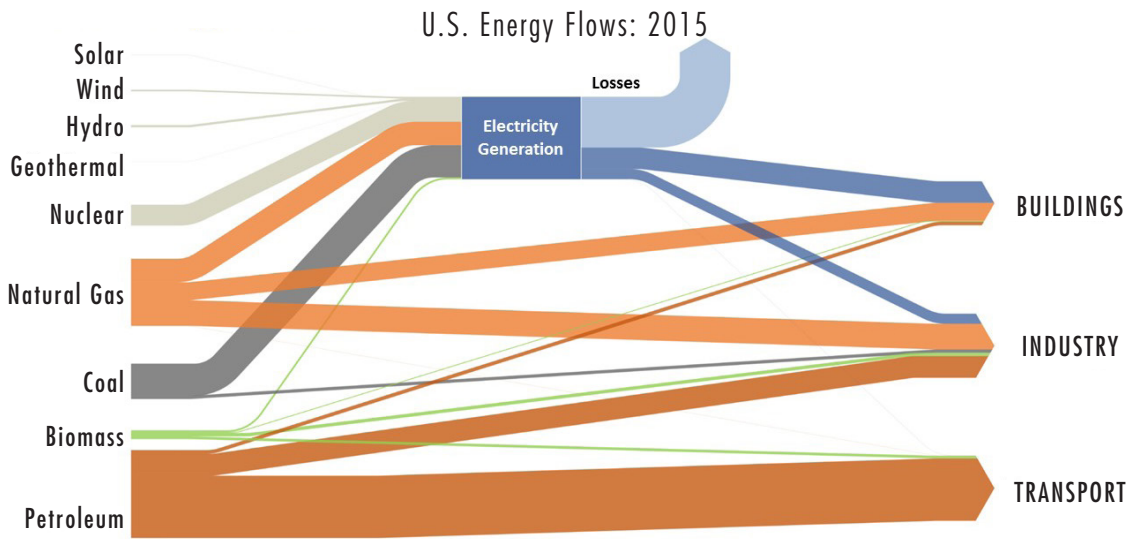 U.S. Energy Flows: 2015
Solar
Wind
Hydro
Geothermal
Nuclear
Natural Gas
Coal
Biomass
Petroleum
Losses
Electricity
Generation
BUILDINGS
INDUSTRY
TRANSPORT